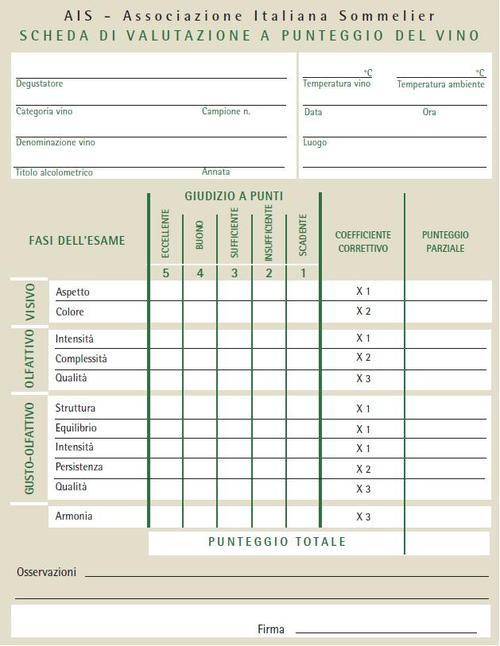 AIS - Associazione Italiana Sommelier
SCHEDA DI VALUTAZIONE A PUNTEGGIO DEL VINO
Degustatore
°C °C
Temperatura vino Temperatura ambiente
Categoria vino Campione n.
Data Ora
Denominazione vino
Luogo
Titolo alcolometrico Annata
FASI DELL'ESAME
GIUDIZIO A PUNTI
ECCELLENTE BUONO SUFFICIENTE INSUFFICIENTE SCADENTE
5 4 3 2 1
COEFFICIENTE
CORRETTIVO
PUNTEGGIO
PARZIALE
VISIVO
Aspetto X 1
Colore X 2
OLFATTIVO
Intensità X 1
Complessità X 2
Qualità X 3
GUSTO-OLFATTIVO
Struttura X 1
Equilibrio X 1
Intensità X 1
Persistenza X 2
Qualità X 3
Armonia X 3
PUNTEGGIO TOTALE
Osservazioni
Firma